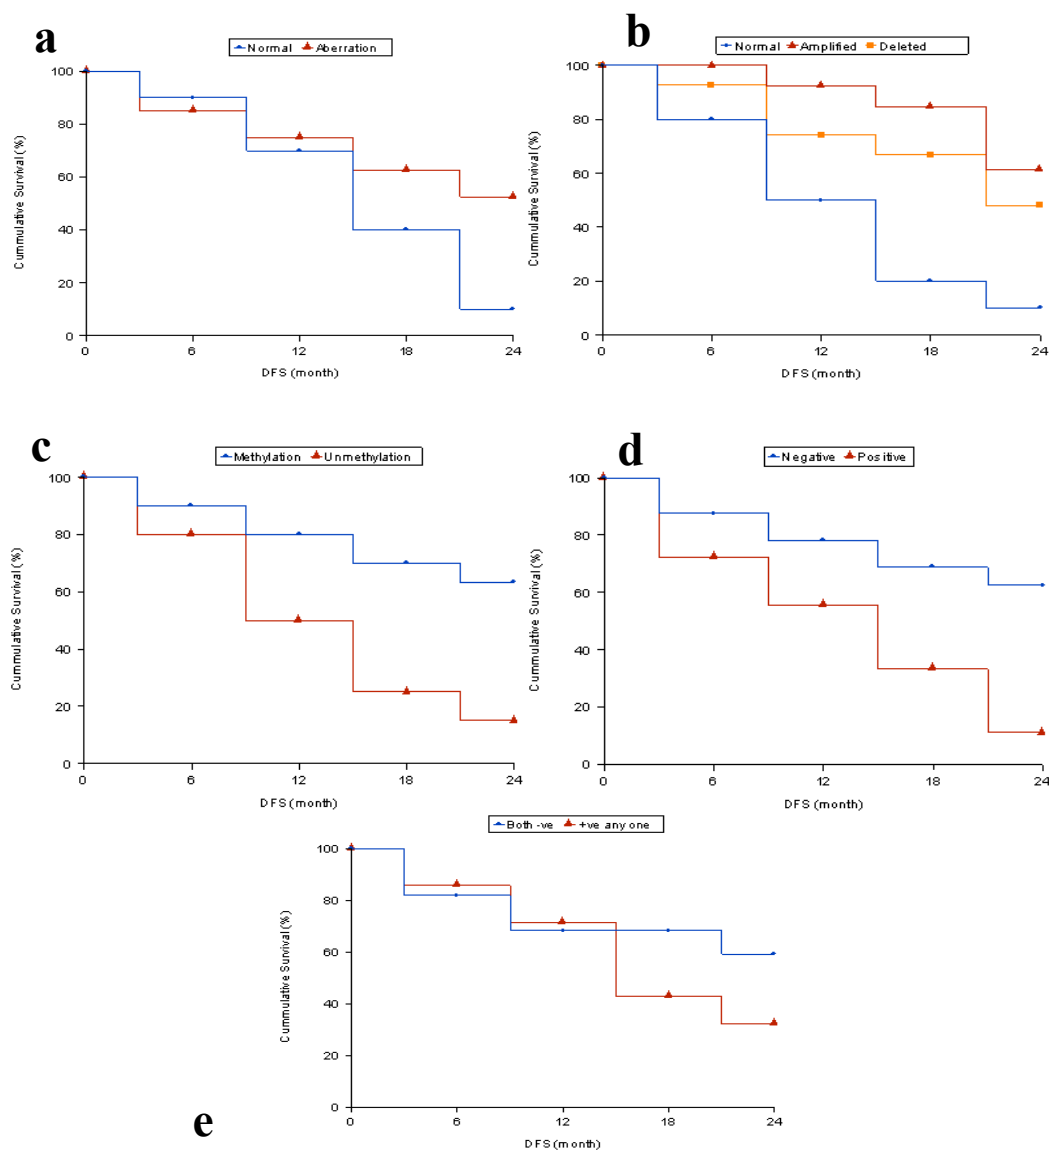 a
Normal Aberration
100
80
60
40
20
0
0 6 12 18 24
Cummulative Survival (%)
DFS (month)
b
Normal Amplified Deleted
100
80
60
40
20
0
0 6 12 18 24
Cummulative Survival (%)
DFS (month)
c
Methylation Unmethylation
100
80
60
40
20
0
0 6 12 18 24
Cummulative Survival (%)
DFS (month)
d
Negative Positive
100
80
60
40
20
0
0 6 12 18 24
Cummulative Survival (%)
DFS (month)
Both -ve +ve any one
100
80
60
40
20
0
0 6 12 18 24
Cummulative Survival (%)
DFS (month)
e